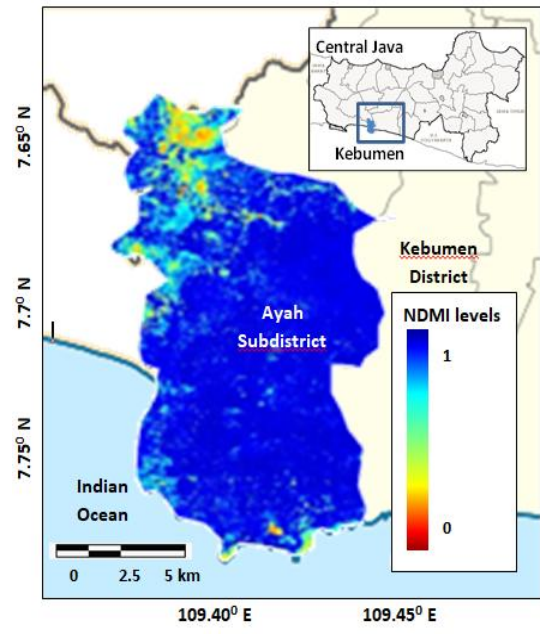 Central Java
Kebumen
7.65⁰ N
Kebumen
District
7.7⁰ N
NDMI levels
Ayah
Subdistrict
1
7.75⁰ N
Indian
Ocean
0
0 2.5 5 km
109.40⁰ E 109.45⁰ E